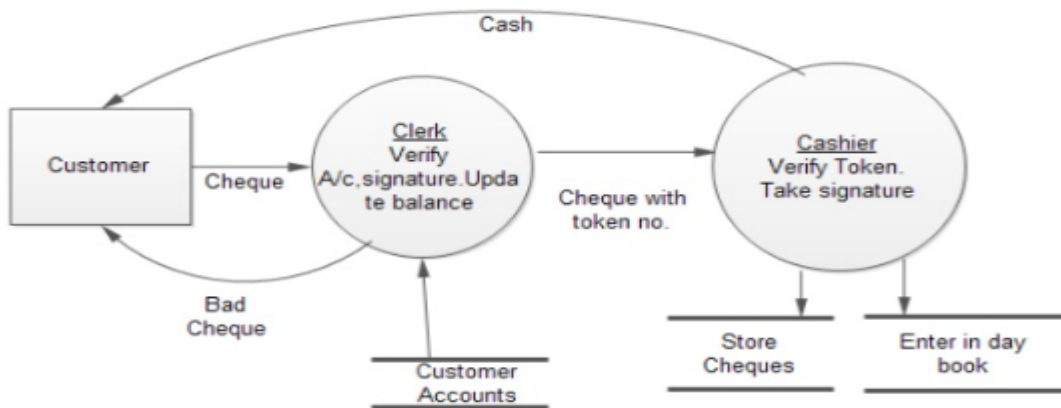 Cash
Customer
Cheque
Clerk
Verify
A/c,signature.Upda
te balance
Cheque with
token no.
Cashier
Verify Token.
Take signature
Bad
Cheque
Customer
Accounts
Store
Cheques
Enter in day
book